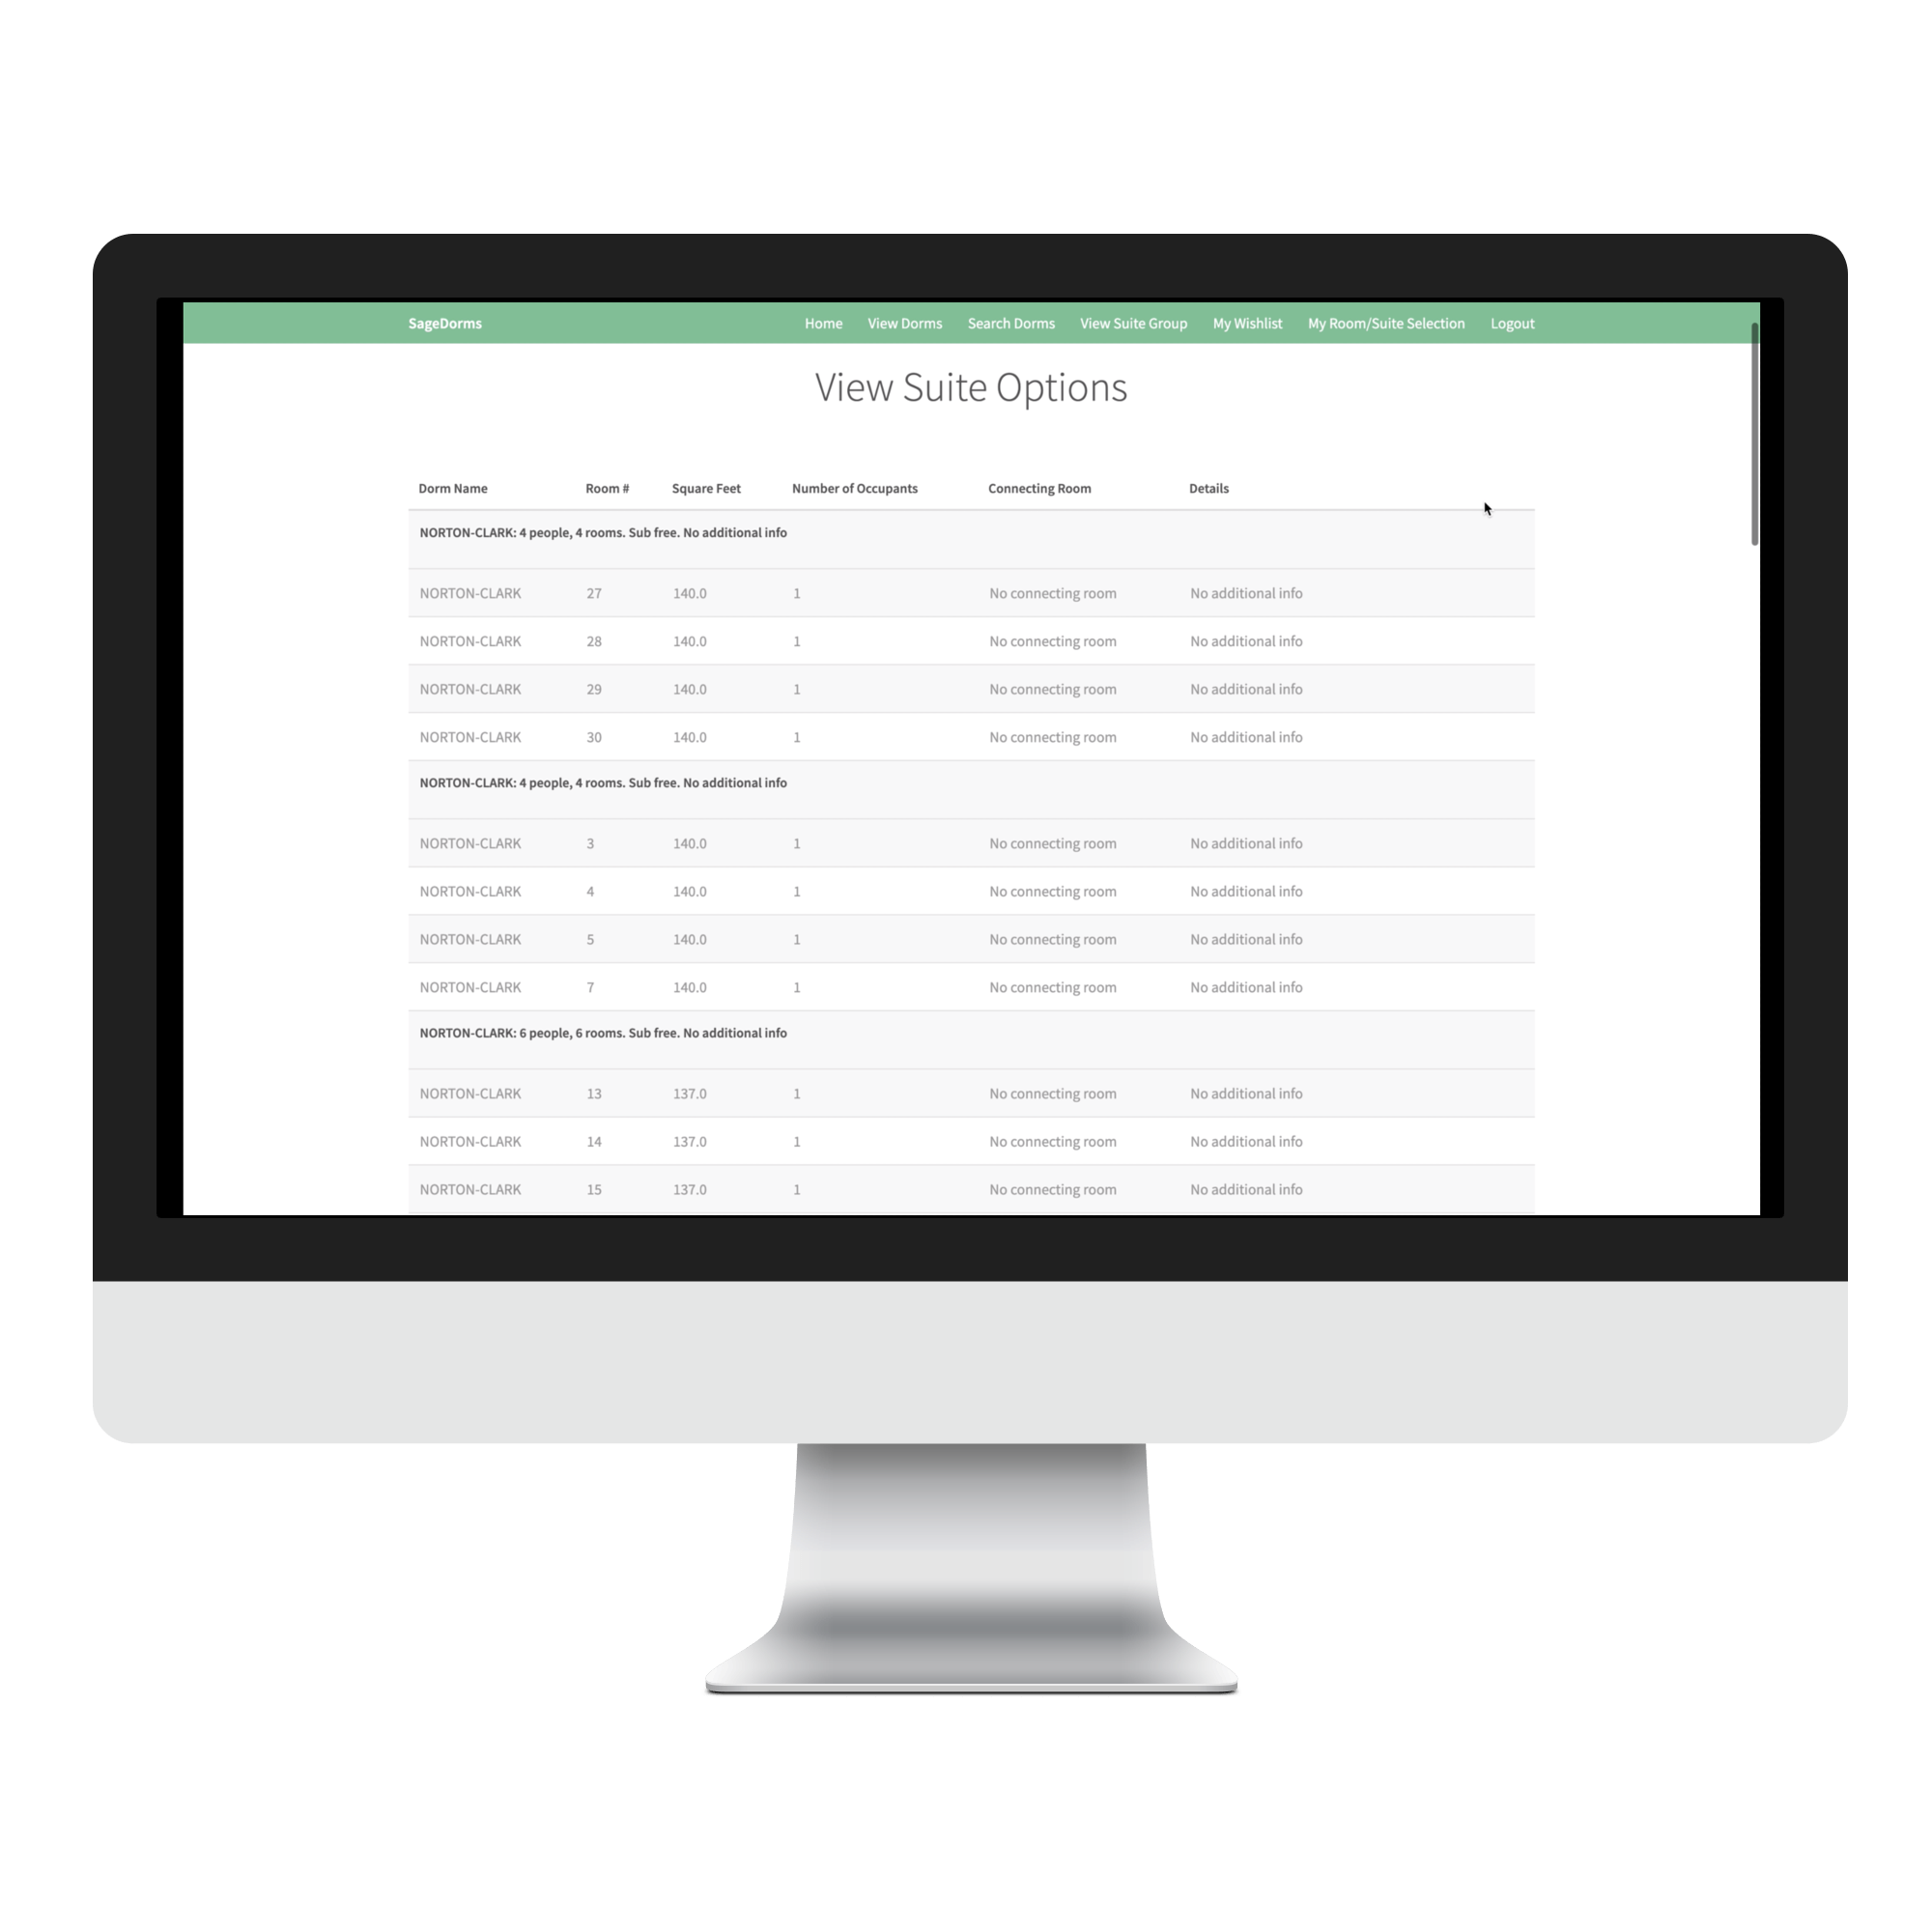 SageDorms Home View Dorms Search Dorms View Suite Group My Wishlist My Room/Suite Selection Logout
View Suite Options
Dorm Name Room # Square Feet Number of Occupants Connecting Room Details
NORTON-CLARK: 4 people, 4 rooms. Sub free. No additional info
NORTON-CLARK 27 140.0 1 No connecting room No additional info
NORTON-CLARK 28 140.0 1 No connecting room No additional info
NORTON-CLARK 29 140.0 1 No connecting room No additional info
NORTON-CLARK 30 140.0 1 No connecting room No additional info
NORTON-CLARK: 4 people, 4 rooms. Sub free. No additional info
NORTON-CLARK 3 140.0 1 No connecting room No additional info
NORTON-CLARK 4 140.0 1 No connecting room No additional info
NORTON-CLARK 5 140.0 1 No connecting room No additional info
NORTON-CLARK 7 140.0 1 No connecting room No additional info
NORTON-CLARK: 6 people, 6 rooms. Sub free. No additional info
NORTON-CLARK 13 137.0 1 No connecting room No additional info
NORTON-CLARK 14 137.0 1 No connecting room No additional info
NORTON-CLARK 15 137.0 1 No connecting room No additional info